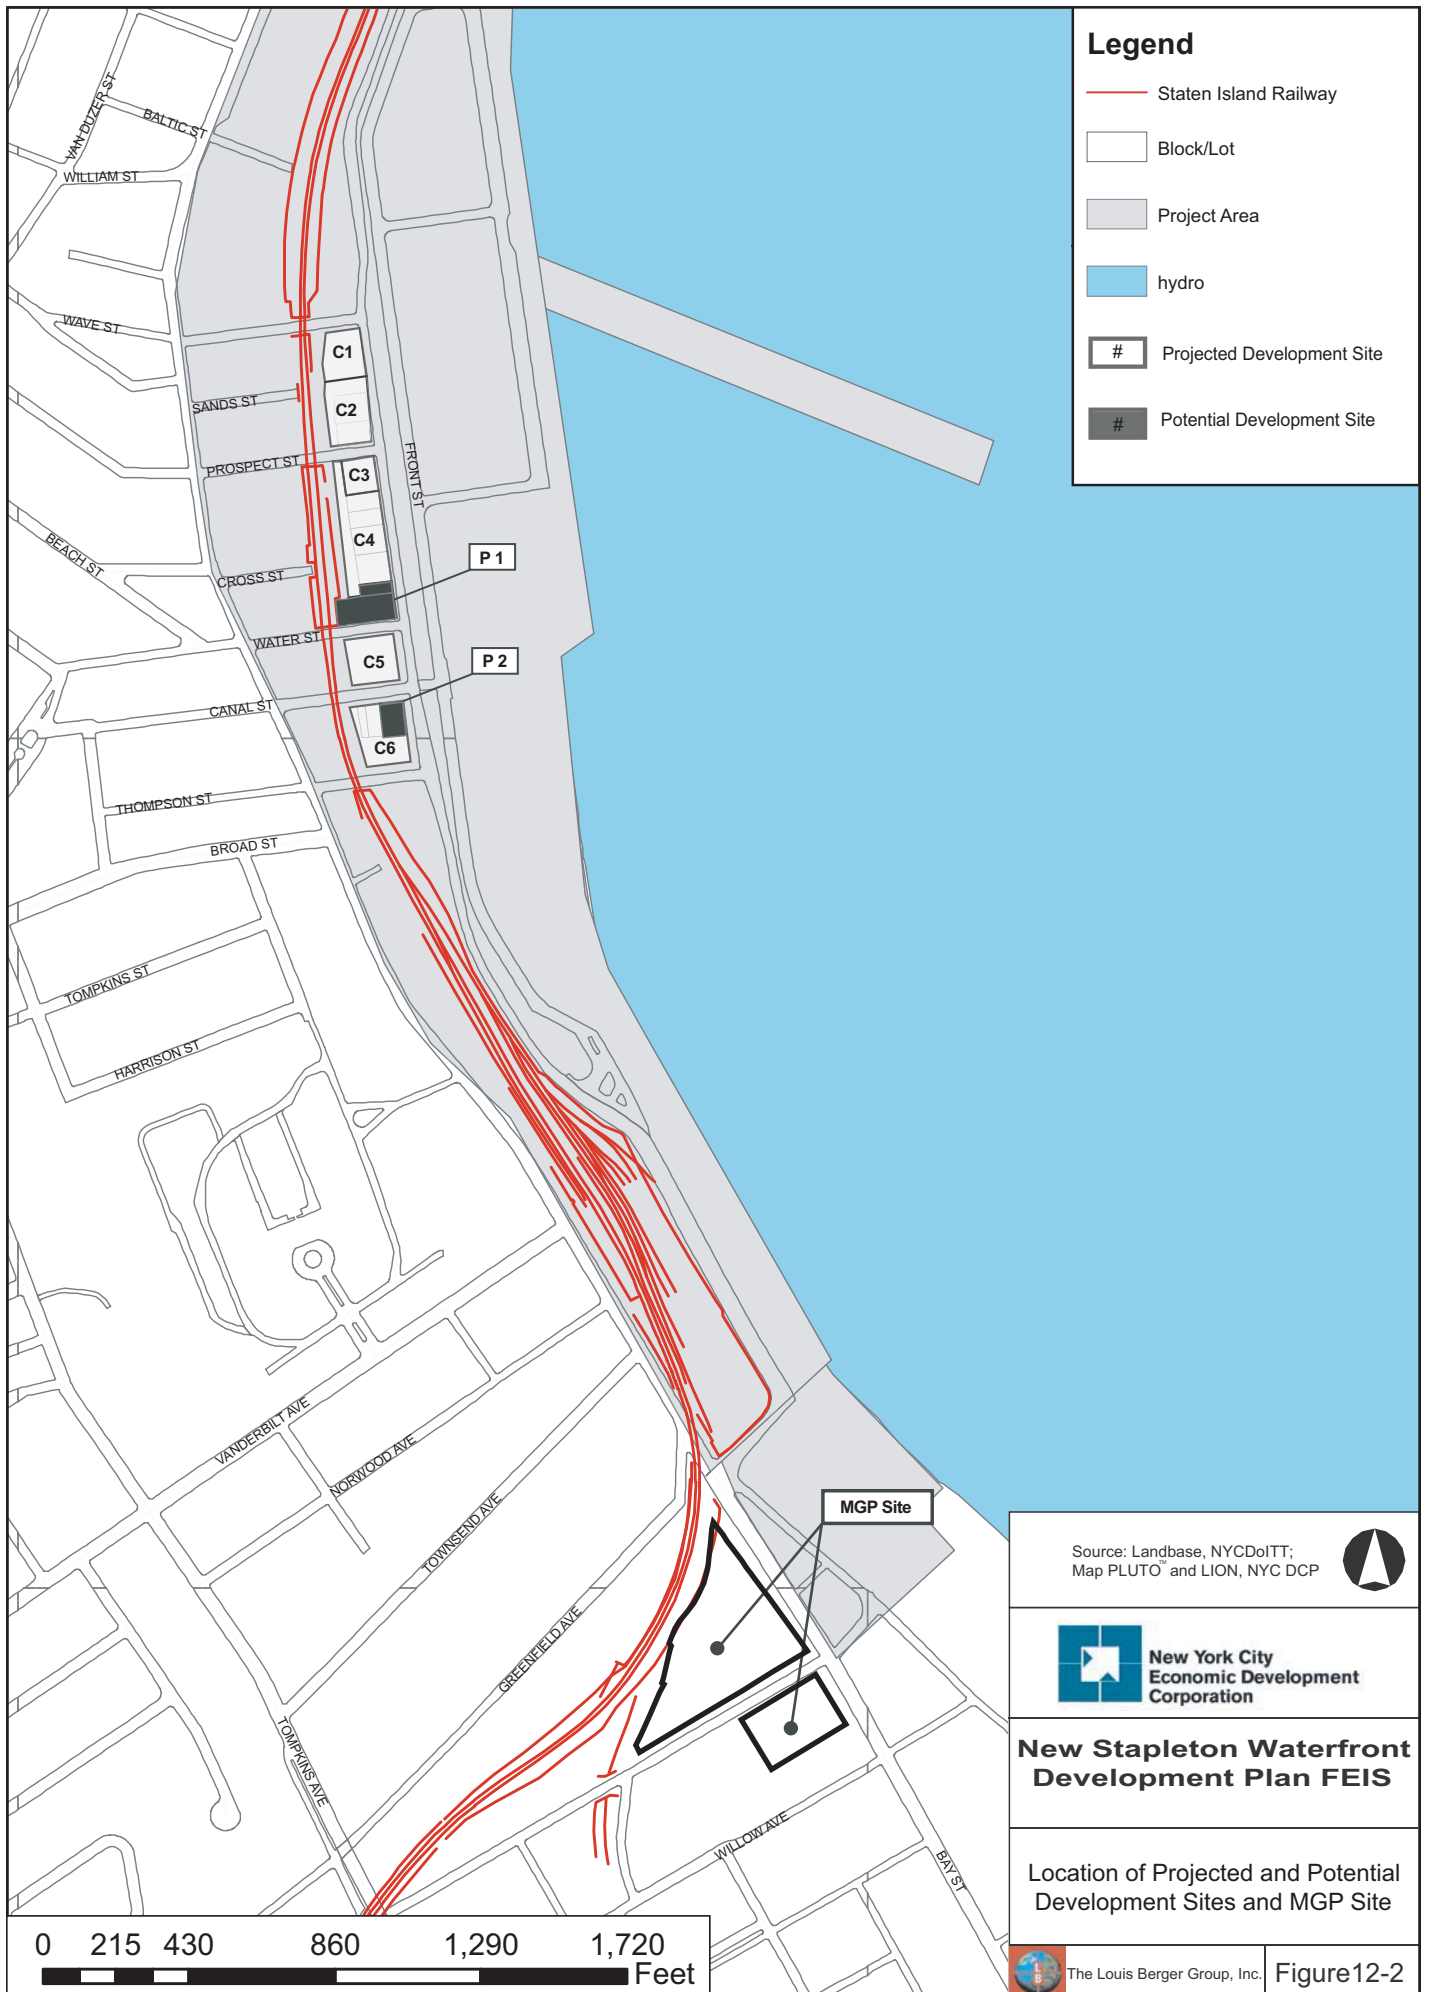 Legend
Staten Island Railway
Block/Lot
Project Area
hydro
# Projected Development Site
# Potential Development Site
VAN DUZER ST
BALTIC ST
WILLIAM ST
WAVE ST
C1
SANDS ST
C2
PROSPECT ST
C3
FRONT ST
C4
BEACH ST
P 1
CROSS ST
WATER ST
C5
P 2
CANAL ST
C6
THOMPSON ST
BROAD ST
TOMPKINS ST
HARRISON ST
VANDERBILT AVE
NORWOOD AVE
TOWNSEND AVE
GREENFIELD AVE
MGP Site
TOMPKINS AVE
WILLOW AVE
BAY ST
Source: Landbase, NYCDoITT;
Map PLUTO™ and LION, NYC DCP
New York City
Economic Development
Corporation
New Stapleton Waterfront
Development Plan FEIS
Location of Projected and Potential
Development Sites and MGP Site
0 215 430 860 1,290 1,720
Feet
L
B
The Louis Berger Group, Inc.
Figure12-2